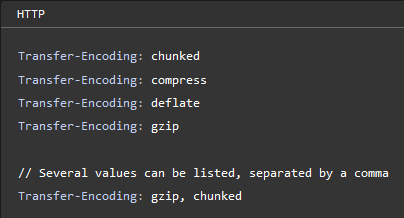 HTTP
Transfer-Encoding: chunked
Transfer-Encoding: compress
Transfer-Encoding: deflate
Transfer-Encoding: gzip
// Several values can be listed, separated by a comma
Transfer-Encoding: gzip, chunked